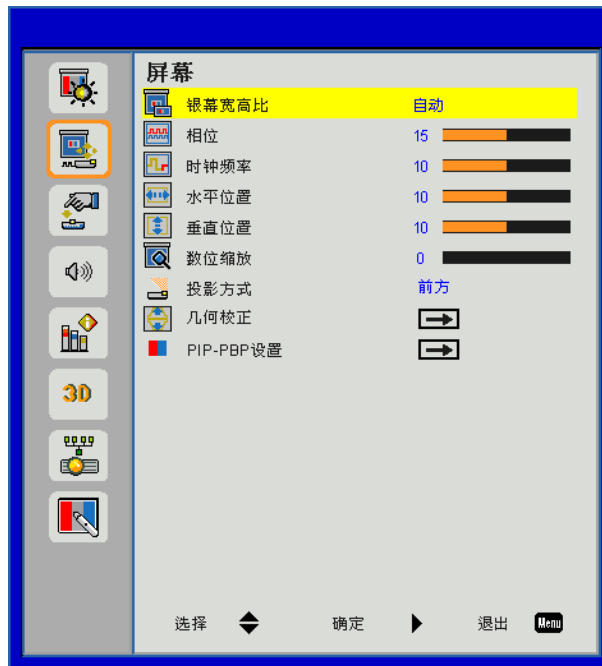 屏幕
银幕宽高比 自动
相位 15
时钟频率 10
水平位置 10
垂直位置 10
数位缩放 0
投影方式 前方
几何校正
PIP-PBP设置
3D
选择 确定 退出 Menu